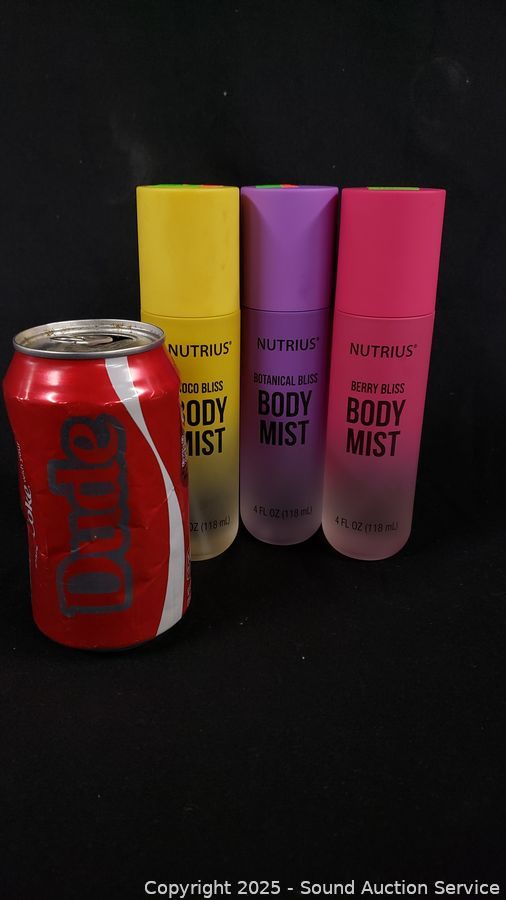 NUTRIUS®
OCO BLISS
BODY
MIST
OZ (118 mL)
NUTRIUS®
BOTANICAL BLISS
BODY
MIST
4 FL OZ (118 mL)
NUTRIUS®
BERRY BLISS
BODY
MIST
4 FL OZ (118 mL)
Dude
Coke
Copyright 2025 - Sound Auction Service